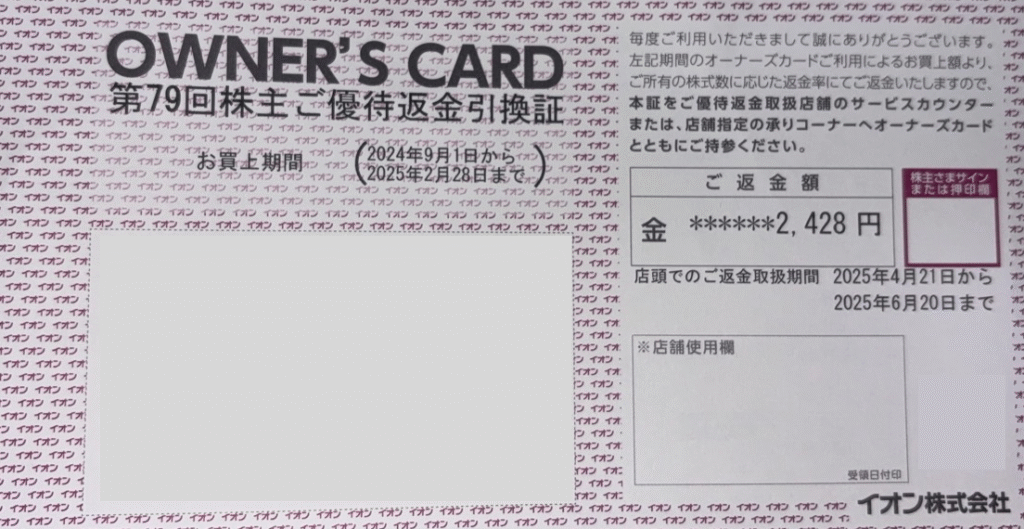 OWNER'S CARD
第79回株主ご優待返金引換証
お買上期間
(2024年9月1日から
2025年2月28日まで)
毎度ご利用いただきまして誠にありがとうございます。
左記期間のオーナーズカードご利用によるお買上額より、
ご所有の株式数に応じた返金率にてご返金いたしますので、
本証をご優待返金取扱店舗のサービスカウンター
または、店舗指定の承りコーナーへオーナーズカード
とともにご持参ください。
ご返金額
金 ******2,428円
株主さまサイン
または押印欄
店頭でのご返金取扱期間 2025年4月21日から
2025年6月20日まで
※店舗使用欄
受領日付印
イオン株式会社